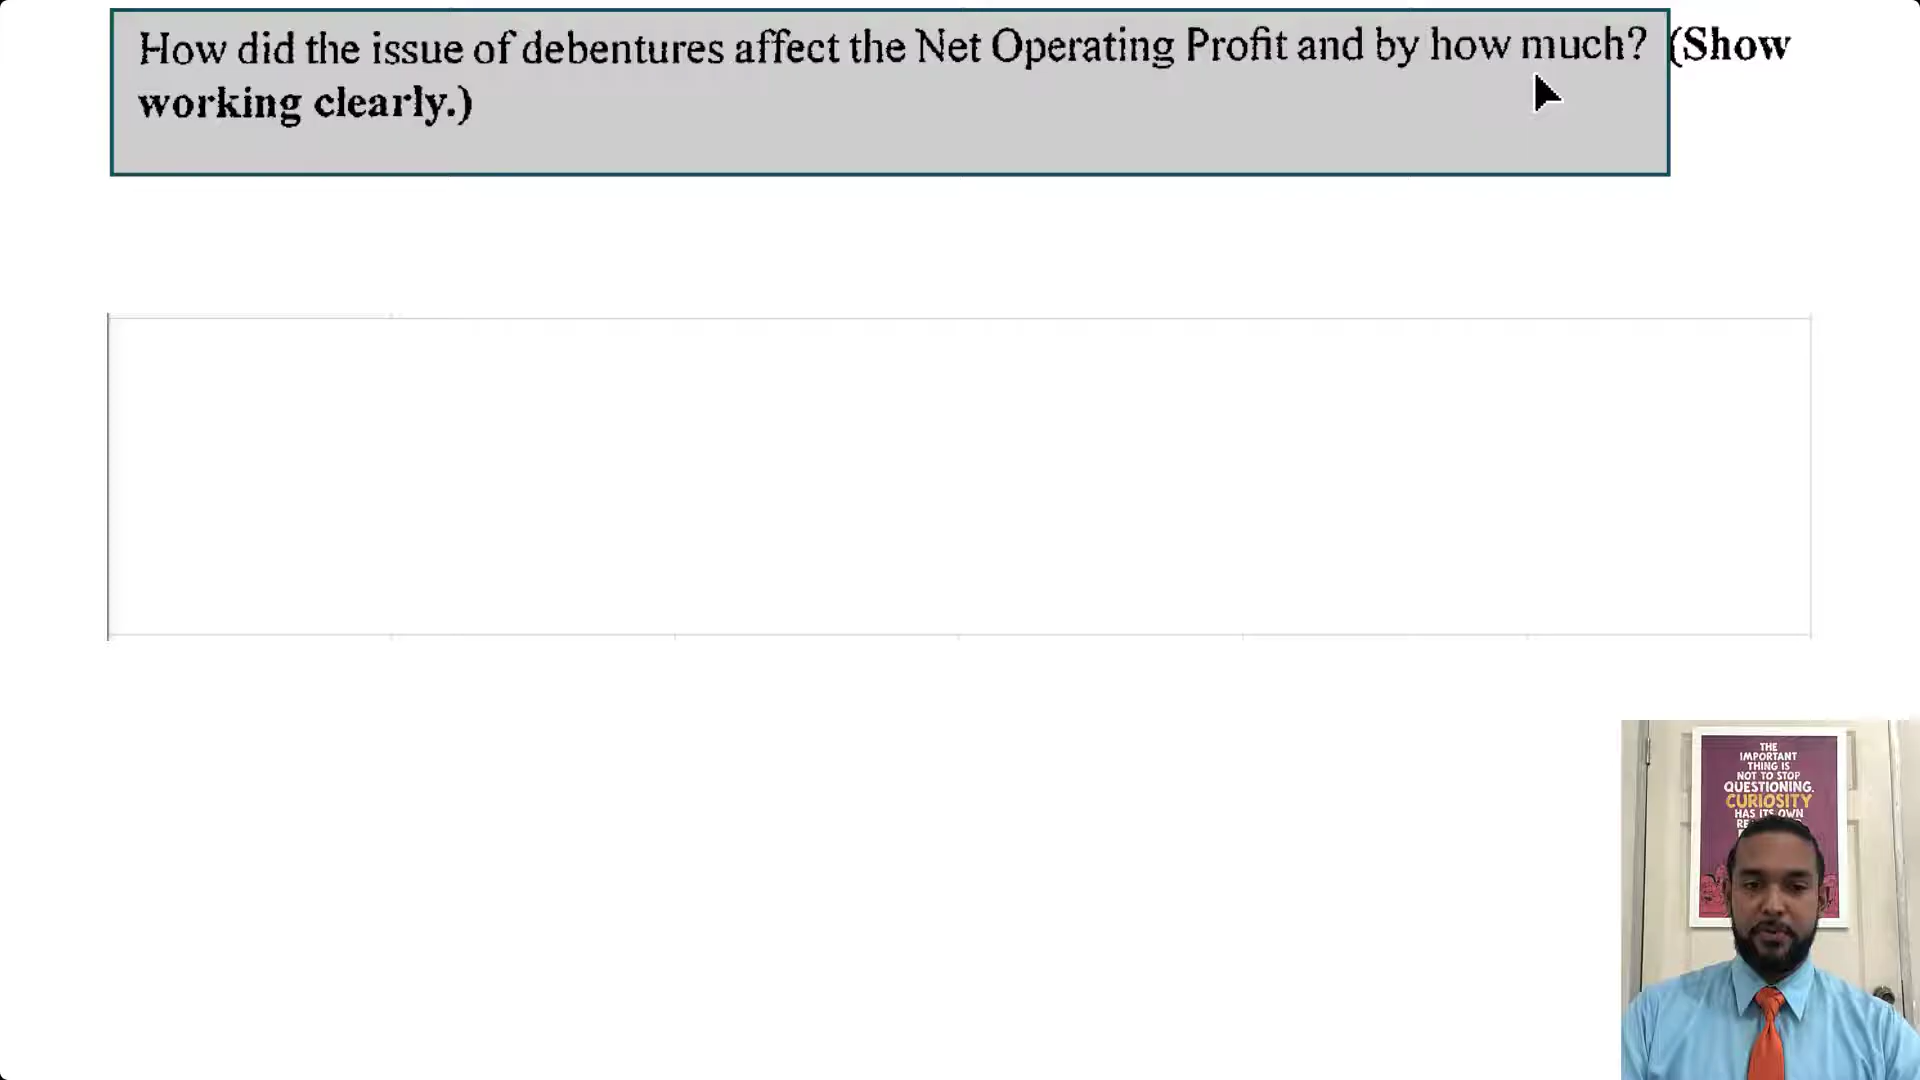 How did the issue of debentures affect the Net Operating Profit and by how much? (Show
working clearly.)
THE
IMPORTANT
THING IS
NOT TO STOP
QUESTIONING.
CURIOSITY
HAS ITS OWN